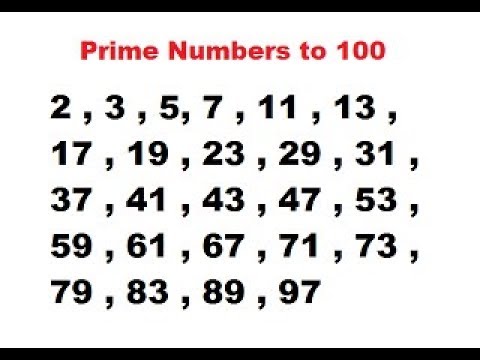 Prime Numbers to 100
2 , 3 , 5, 7 , 11 , 13 ,
17 , 19 , 23 , 29 , 31 ,
37 , 41 , 43 , 47 , 53 ,
59 , 61 , 67 , 71 , 73 ,
79 , 83 , 89 , 97